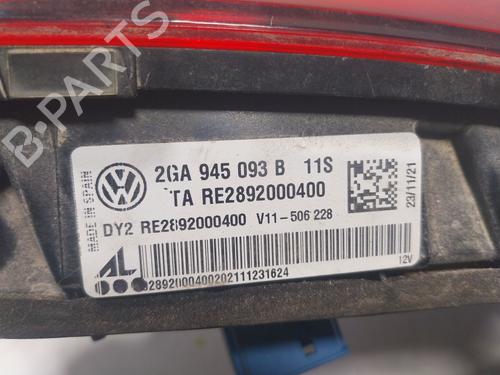 B-PARTS
MADE IN SPAIN
2GA 945 093 B 11S
TA RE2892000400
DY2 RE2892000400 V11-506 228
23/11/21
AL
2892000400202111231624
12V